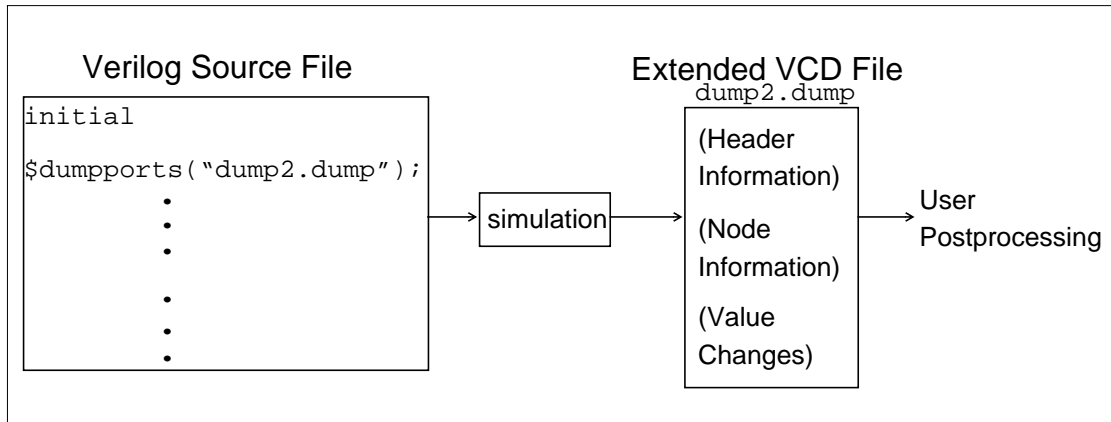 Verilog Source File
initial
$dumpports(“dump2.dump”);
simulation
Extended VCD File
dump2.dump
(Header
Information)
(Node
Information)
(Value
Changes)
User
Postprocessing